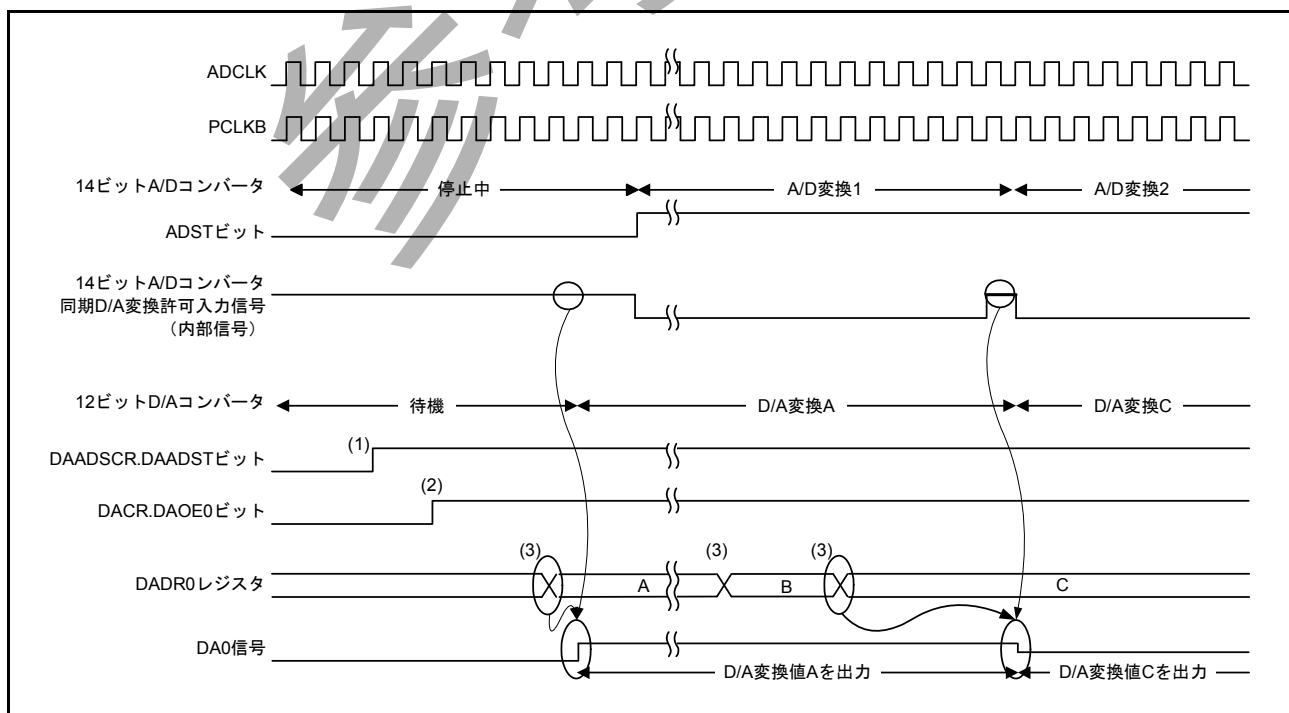 ADCLK
PCLKB
14ビットA/Dコンバータ
停止中
A/D変換1
A/D変換2
ADSTビット
14ビットA/Dコンバータ
同期D/A変換許可入力信号
（内部信号）
12ビットD/Aコンバータ
待機
D/A変換A
D/A変換C
DAADSCR.DAADSTビット
(1)
DACR.DAOE0ビット
(2)
DADR0レジスタ
(3)
A
(3)
B
(3)
C
DA0信号
D/A変換値Aを出力
D/A変換値Cを出力